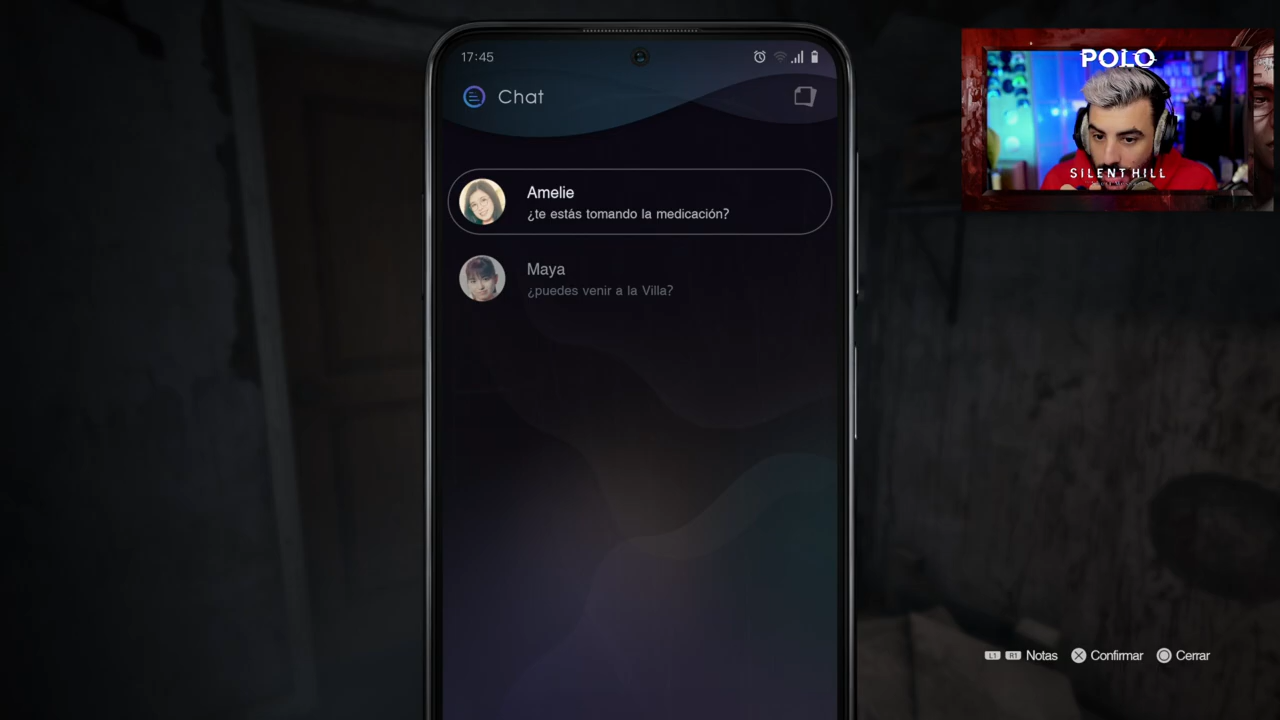 17:45
Chat
Amelie
¿te estás tomando la medicación?
Maya
¿puedes venir a la Villa?
POLO
SILENT HILL
L1 R1 Notas Confirmar Cerrar